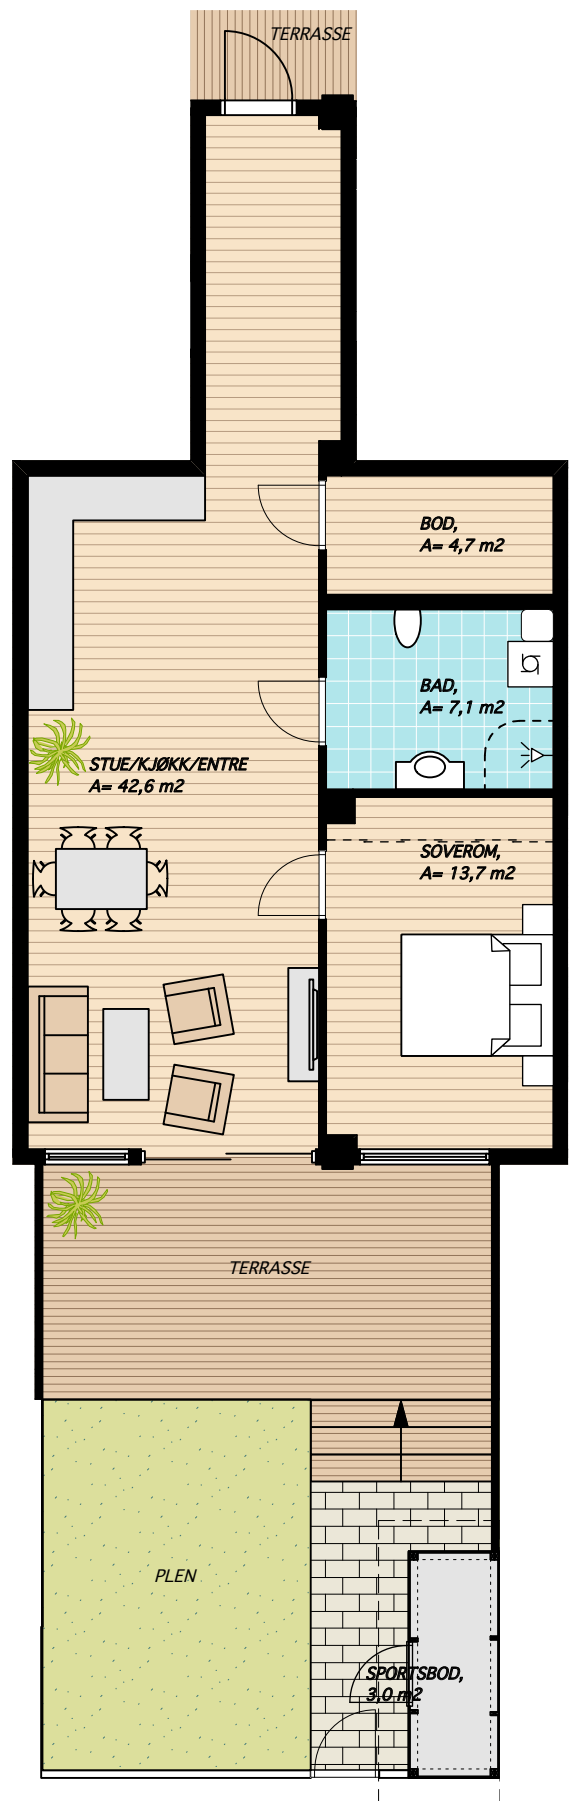 TERRASSE
BOD,
A= 4,7 m2
BAD,
A= 7,1 m2
STUE/KJØKK/ENTRE
A= 42,6 m2
SOVEROM,
A= 13,7 m2
TERRASSE
PLEN
SPORTSBOD,
3,0 m2